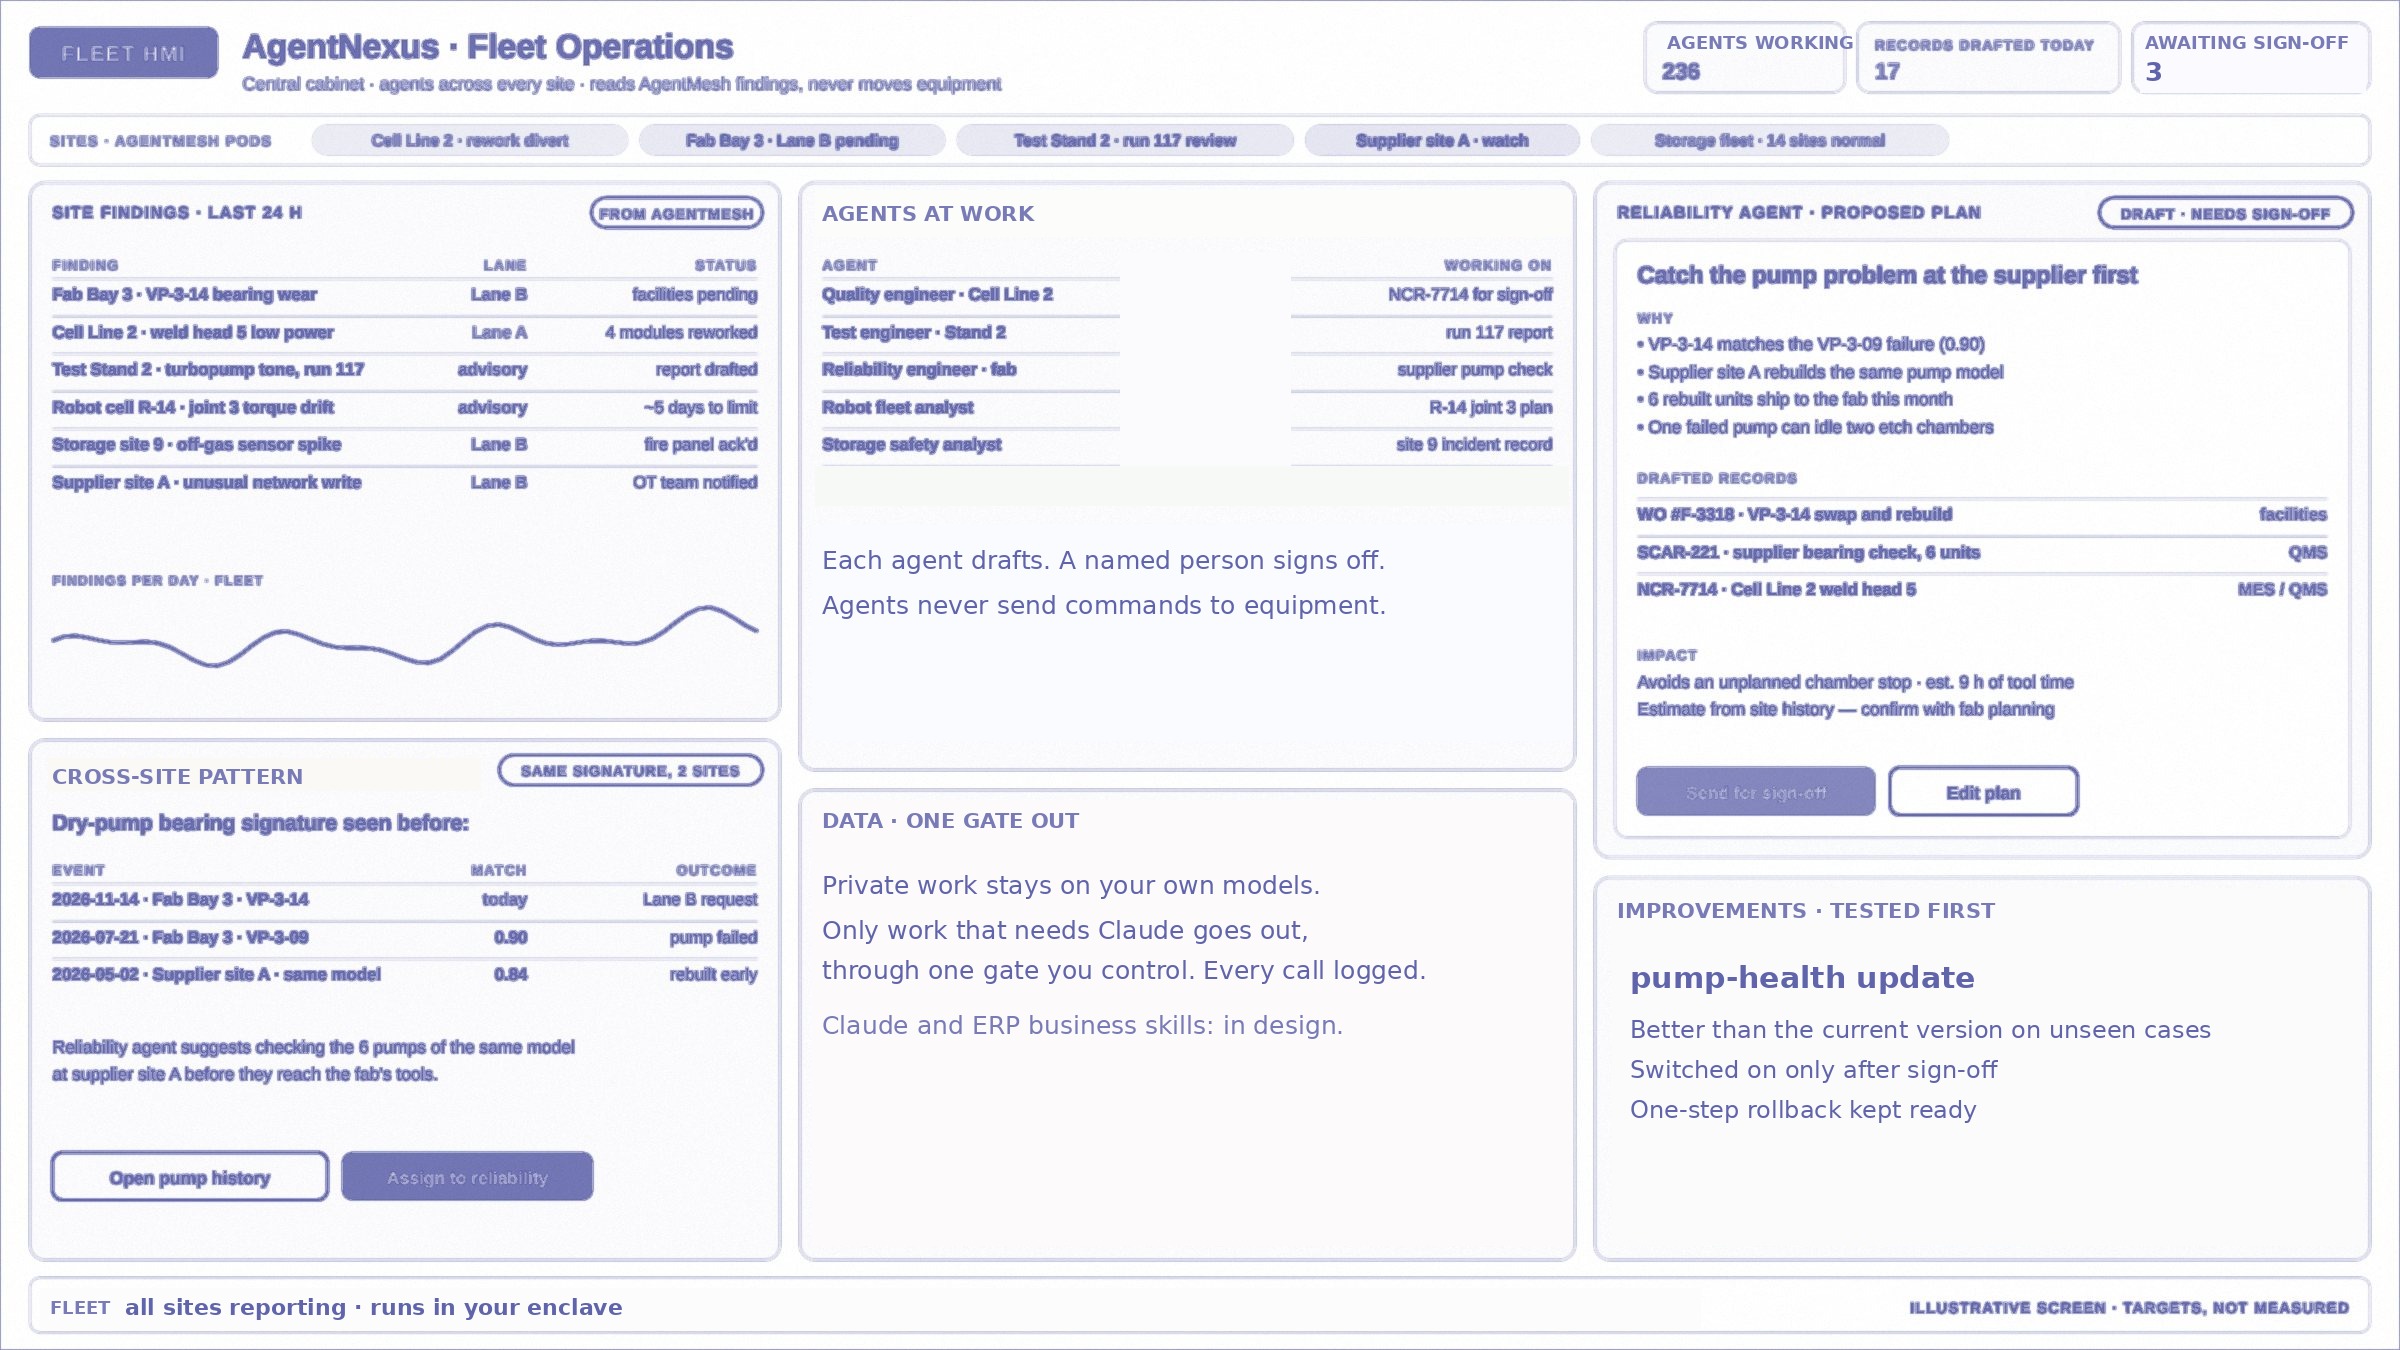 FLEET HMI
AgentNexus · Fleet Operations
Central cabinet · agents across every site · reads AgentMesh findings, never moves equipment
AGENTS WORKING
236
RECORDS DRAFTED TODAY
17
AWAITING SIGN-OFF
3
SITES · AGENTMESH PODS
Cell Line 2 · rework divert
Fab Bay 3 · Lane B pending
Test Stand 2 · run 117 review
Supplier site A · watch
Storage fleet · 14 sites normal
SITE FINDINGS · LAST 24 H
FROM AGENTMESH
FINDING LANE STATUS
Fab Bay 3 · VP-3-14 bearing wear Lane B facilities pending
Cell Line 2 · weld head 5 low power Lane A 4 modules reworked
Test Stand 2 · turbopump tone, run 117 advisory report drafted
Robot cell R-14 · joint 3 torque drift advisory ~5 days to limit
Storage site 9 · off-gas sensor spike Lane B fire panel ack'd
Supplier site A · unusual network write Lane B OT team notified
FINDINGS PER DAY · FLEET
CROSS-SITE PATTERN
SAME SIGNATURE, 2 SITES
Dry-pump bearing signature seen before:
EVENT MATCH OUTCOME
2026-11-14 · Fab Bay 3 · VP-3-14 today Lane B request
2026-07-21 · Fab Bay 3 · VP-3-09 0.90 pump failed
2026-05-02 · Supplier site A · same model 0.84 rebuilt early
Reliability agent suggests checking the 6 pumps of the same model
at supplier site A before they reach the fab's tools.
Open pump history
Assign to reliability
AGENTS AT WORK
AGENT WORKING ON
Quality engineer · Cell Line 2 NCR-7714 for sign-off
Test engineer · Stand 2 run 117 report
Reliability engineer · fab supplier pump check
Robot fleet analyst R-14 joint 3 plan
Storage safety analyst site 9 incident record
Each agent drafts. A named person signs off.
Agents never send commands to equipment.
DATA · ONE GATE OUT
Private work stays on your own models.
Only work that needs Claude goes out,
through one gate you control. Every call logged.
Claude and ERP business skills: in design.
RELIABILITY AGENT · PROPOSED PLAN
DRAFT · NEEDS SIGN-OFF
Catch the pump problem at the supplier first
WHY
• VP-3-14 matches the VP-3-09 failure (0.90)
• Supplier site A rebuilds the same pump model
• 6 rebuilt units ship to the fab this month
• One failed pump can idle two etch chambers
DRAFTED RECORDS
WO #F-3318 · VP-3-14 swap and rebuild facilities
SCAR-221 · supplier bearing check, 6 units QMS
NCR-7714 · Cell Line 2 weld head 5 MES / QMS
IMPACT
Avoids an unplanned chamber stop · est. 9 h of tool time
Estimate from site history — confirm with fab planning
Send for sign-off
Edit plan
IMPROVEMENTS · TESTED FIRST
pump-health update
Better than the current version on unseen cases
Switched on only after sign-off
One-step rollback kept ready
FLEET all sites reporting · runs in your enclave
ILLUSTRATIVE SCREEN · TARGETS, NOT MEASURED